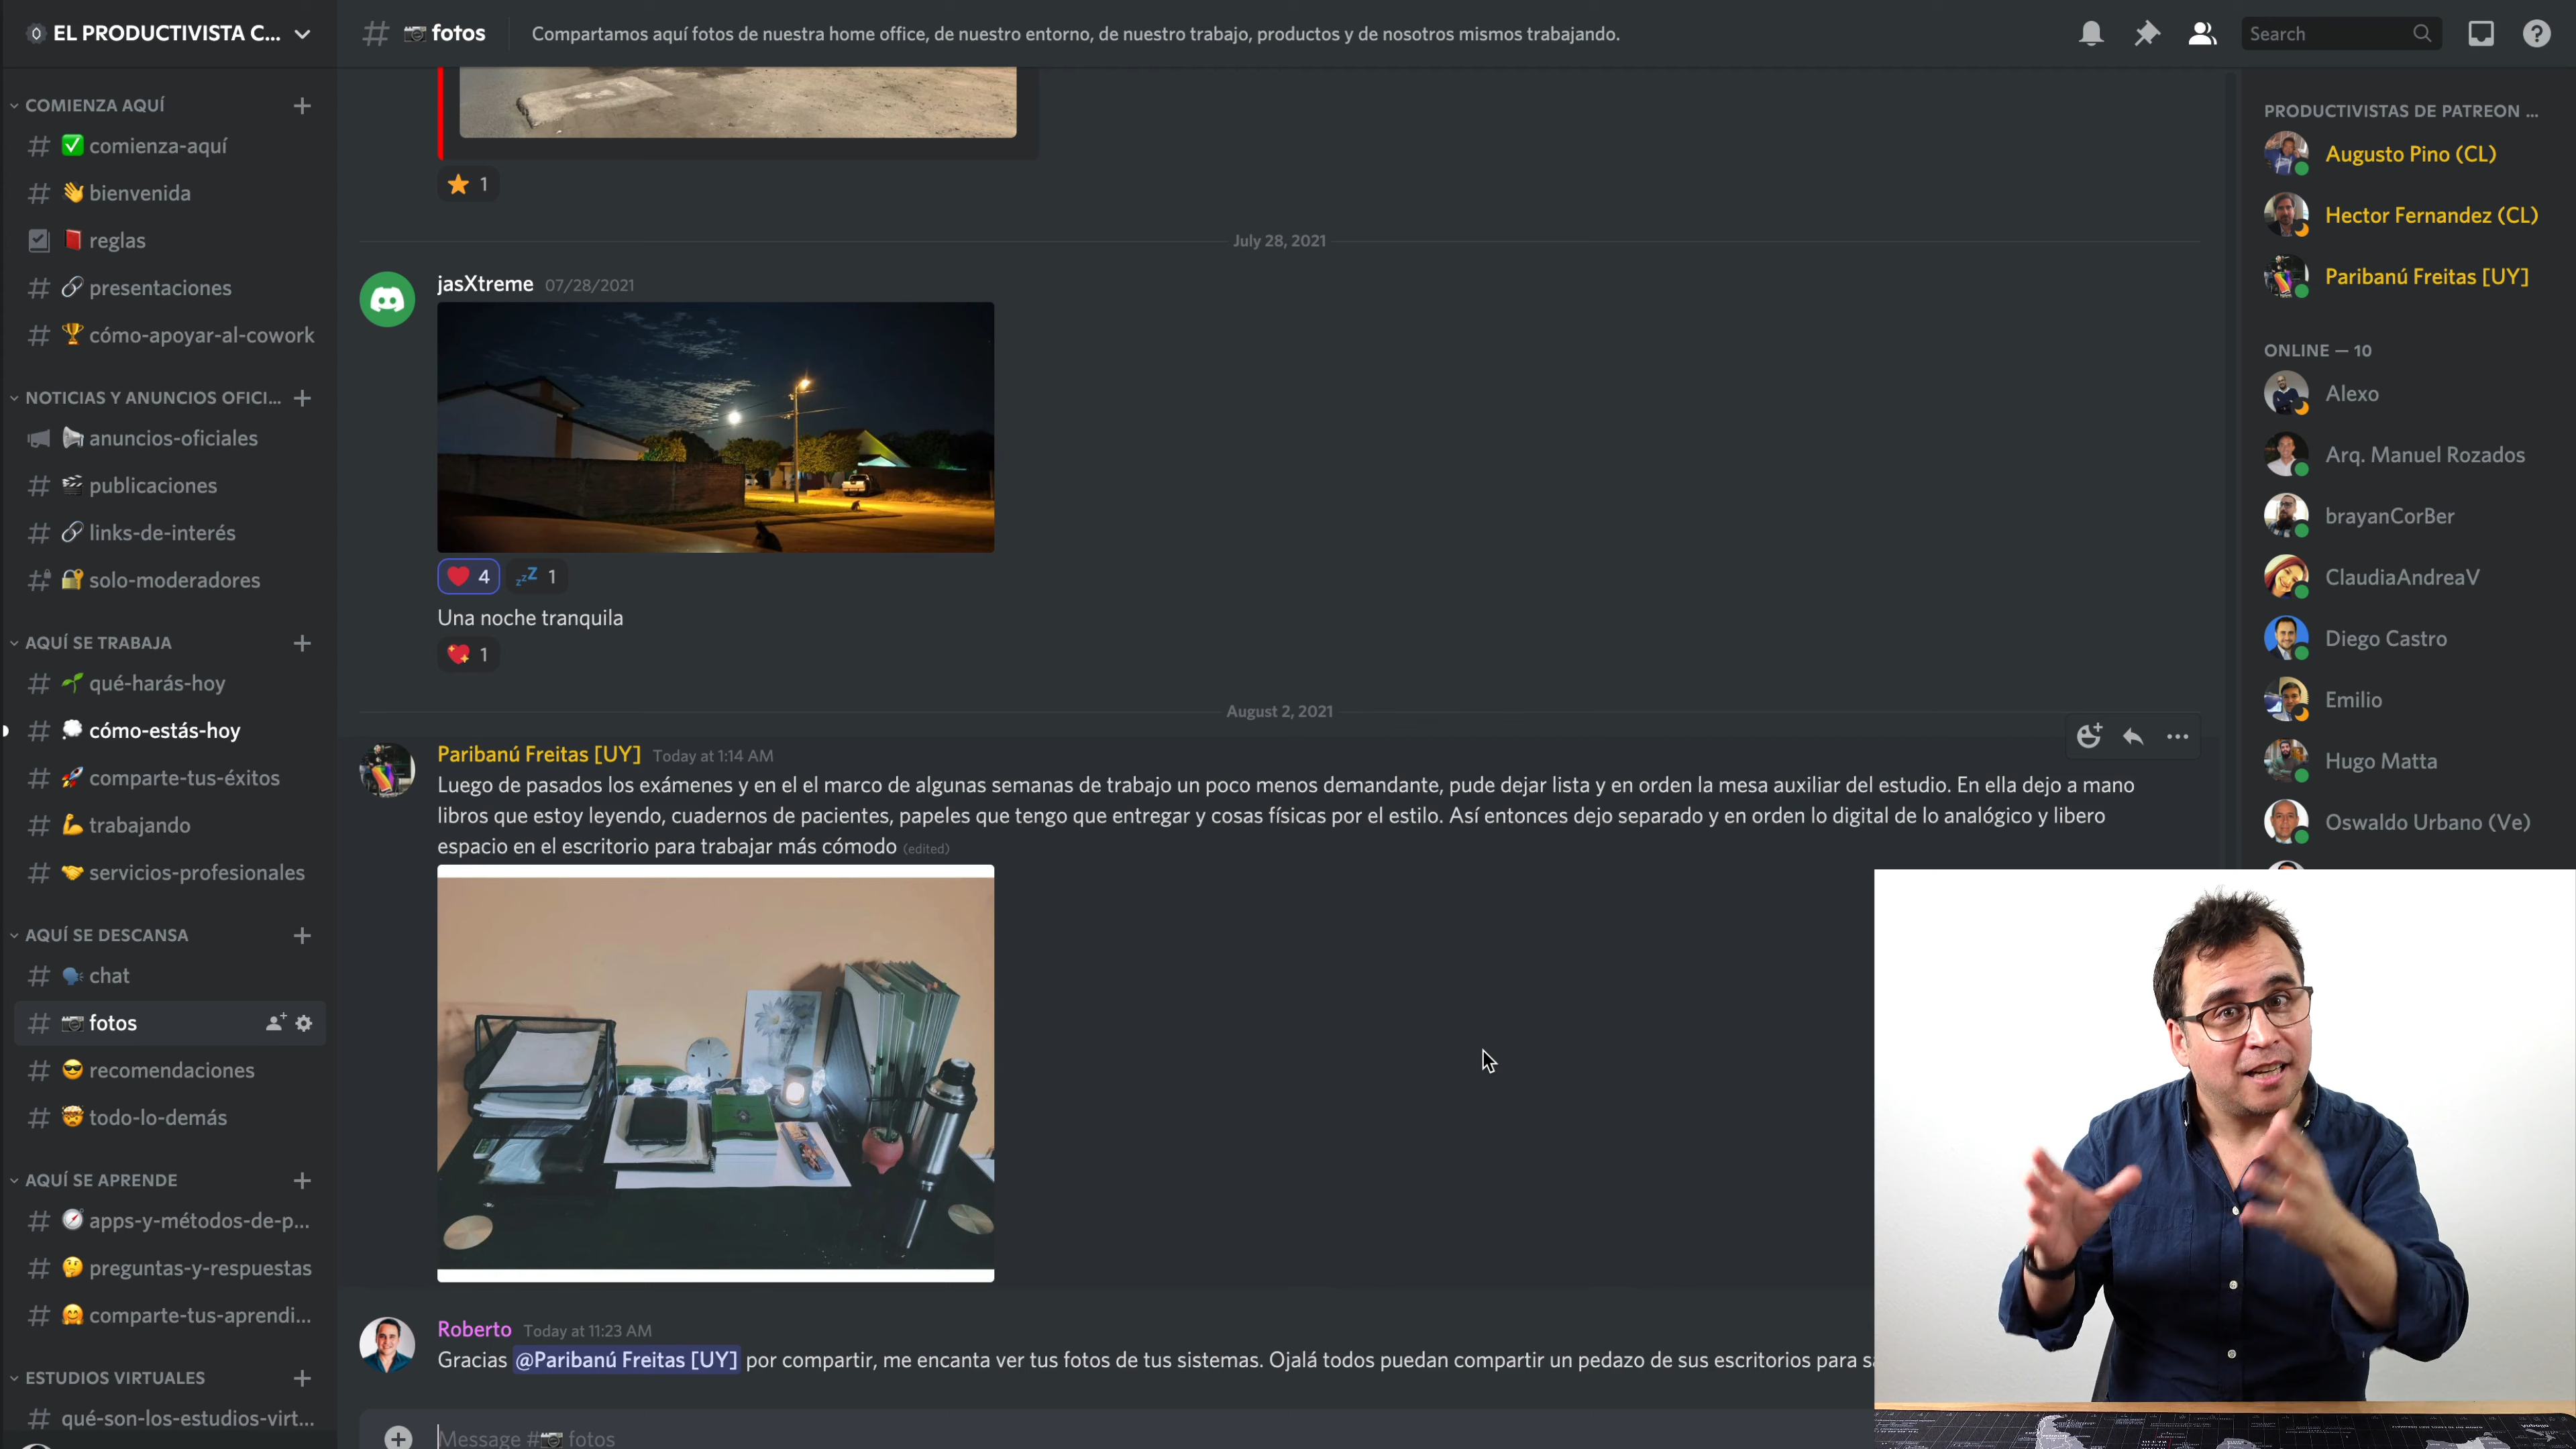 EL PRODUCTIVISTA C...
COMIENZA AQUÍ
comienza-aquí
bienvenida
reglas
presentaciones
cómo-apoyar-al-cowork
NOTICIAS Y ANUNCIOS OFICI...
anuncios-oficiales
publicaciones
links-de-interés
solo-moderadores
AQUÍ SE TRABAJA
qué-harás-hoy
cómo-estás-hoy
comparte-tus-éxitos
trabajando
servicios-profesionales
AQUÍ SE DESCANSA
chat
fotos
recomendaciones
todo-lo-demás
AQUÍ SE APRENDE
apps-y-métodos-de-p...
preguntas-y-respuestas
comparte-tus-aprendi...
ESTUDIOS VIRTUALES
qué-son-los-estudios-virt...
fotos
Compartamos aquí fotos de nuestra home office, de nuestro entorno, de nuestro trabajo, productos y de nosotros mismos trabajando.
Search
1
July 28, 2021
jasXtreme 07/28/2021
4 1
Una noche tranquila
1
August 2, 2021
Paribanú Freitas [UY] Today at 1:14 AM
Luego de pasados los exámenes y en el el marco de algunas semanas de trabajo un poco menos demandante, pude dejar lista y en orden la mesa auxiliar del estudio. En ella dejo a mano
libros que estoy leyendo, cuadernos de pacientes, papeles que tengo que entregar y cosas físicas por el estilo. Así entonces dejo separado y en orden lo digital de lo analógico y libero
espacio en el escritorio para trabajar más cómodo (edited)
Roberto Today at 11:23 AM
Gracias @Paribanú Freitas [UY] por compartir, me encanta ver tus fotos de tus sistemas. Ojalá todos puedan compartir un pedazo de sus escritorios para
Message # fotos
PRODUCTIVISTAS DE PATREON ...
Augusto Pino (CL)
Hector Fernandez (CL)
Paribanú Freitas [UY]
ONLINE — 10
Alexo
Arq. Manuel Rozados
brayanCorBer
ClaudiaAndreaV
Diego Castro
Emilio
Hugo Matta
Oswaldo Urbano (Ve)